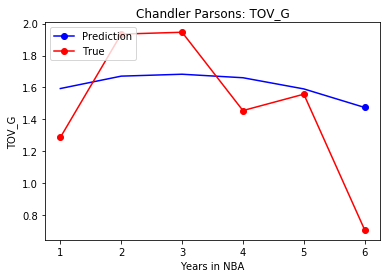 Chandler Parsons: TOV_G
Prediction
True
2.0
1.8
1.6
1.4
1.2
1.0
0.8
TOV_G
1 2 3 4 5 6
Years in NBA